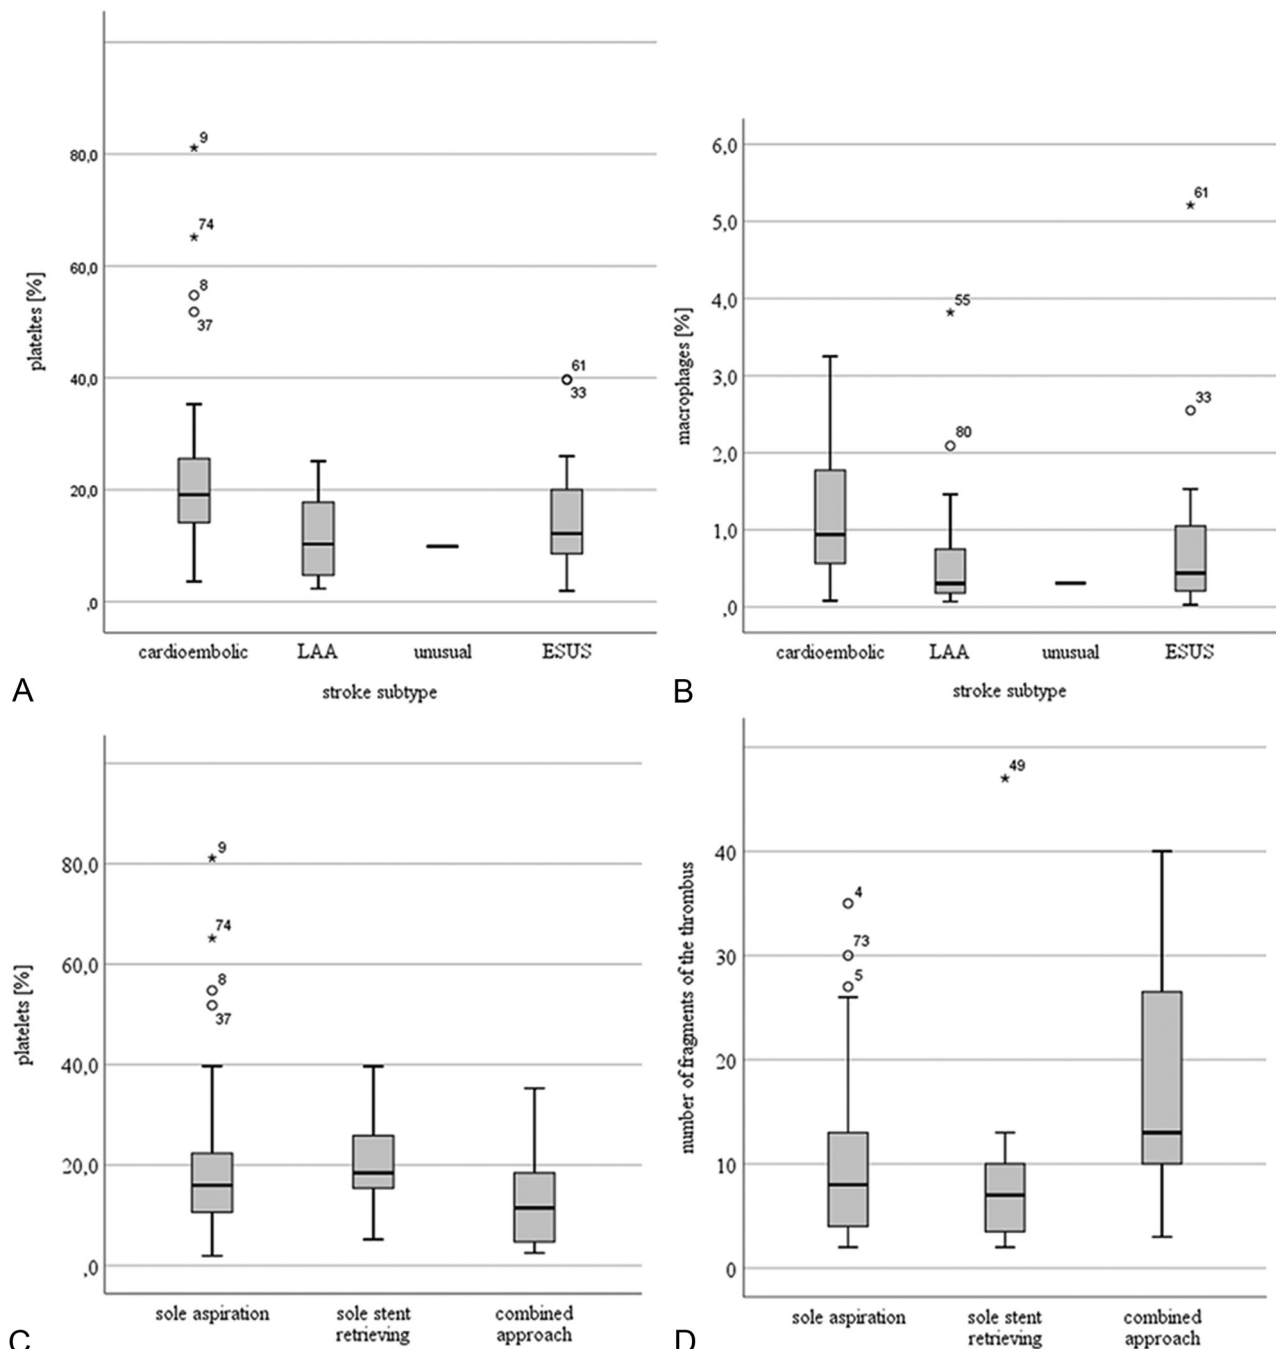 9
80,0
74
60,0
8
37
plateltes [%]
61
40,0
33
20,0
,0
cardioembolic LAA unusual ESUS
stroke subtype
A
6,0
61
5,0
55
4,0
macrophages [%]
33
3,0
80
2,0
1,0
,0
cardioembolic LAA unusual ESUS
stroke subtype
B
9
80,0
74
60,0
8
37
platelets [%]
40,0
20,0
,0
sole aspiration sole stent combined
retrieving approach
C
49
40
4
73
30
5
number of fragments of the thrombus
20
10
0
sole aspiration sole stent combined
retrieving approach
D